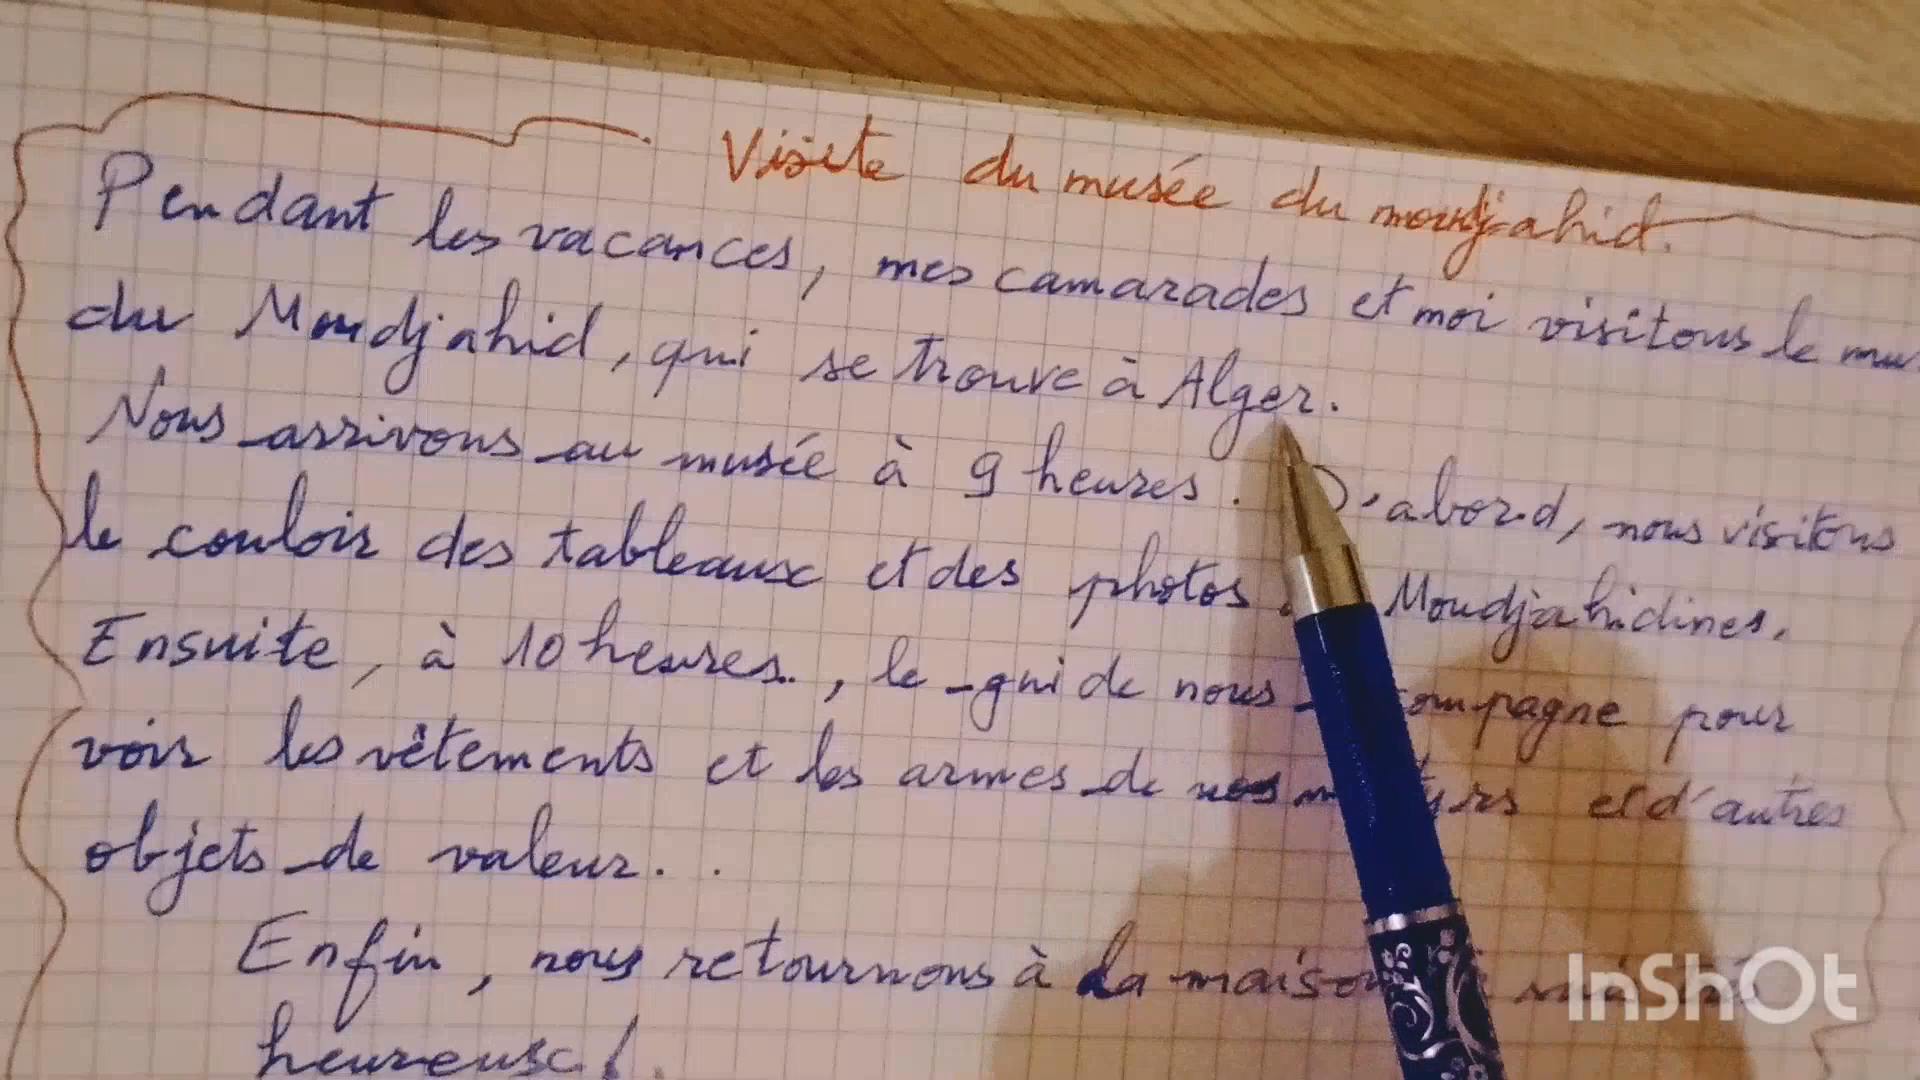 Visite du musée du moudjahid.
Pendant les vacances, mes camarades et moi visitons le mu
du Moudjahid, qui se trouve à Alger.
Nous arrivons au musée à 9 heures. D'abord, nous visitons
le couloir des tableaux et des photos Moudjahidines.
Ensuite, à 10 heures., le guide nous compagne pour
voir les vêtements et les armes de nos et d'autres
objets de valeur..
Enfin, nous retournons à la maison
heureuse!
InShOt